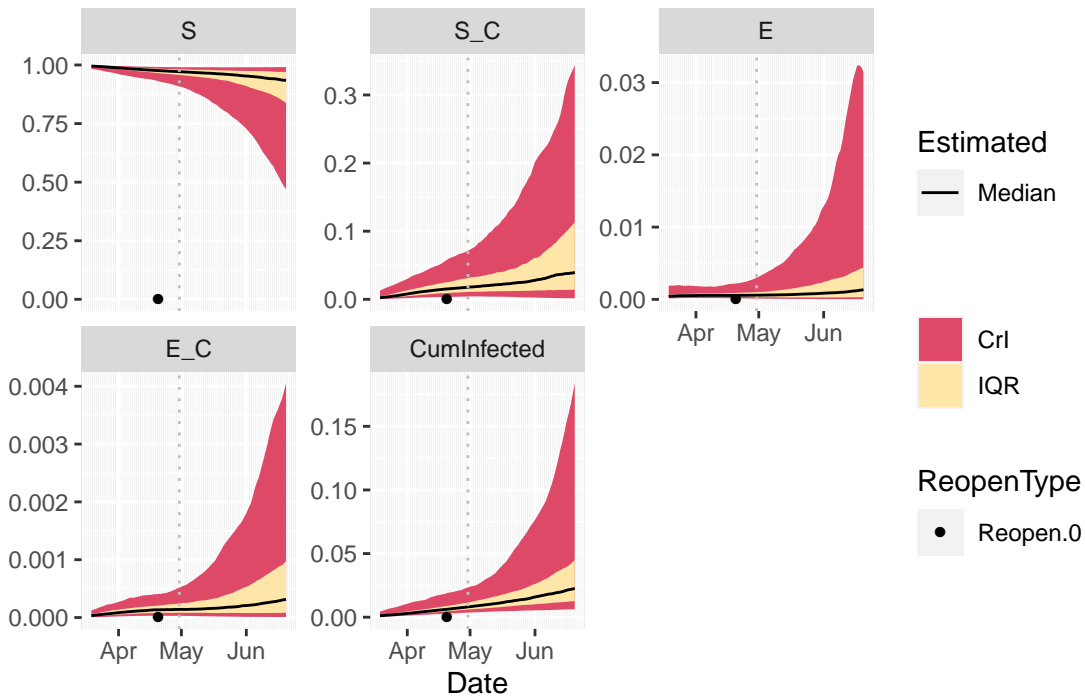 S
S_C
E
1.00
0.75
0.50
0.25
0.00
0.3
0.2
0.1
0.0
0.03
0.02
0.01
0.00
Apr May Jun
E_C
CumInfected
0.004
0.003
0.002
0.001
0.000
Apr May Jun
0.15
0.10
0.05
0.00
Apr May Jun
Date
Estimated
Median
CrI
IQR
ReopenType
Reopen.0